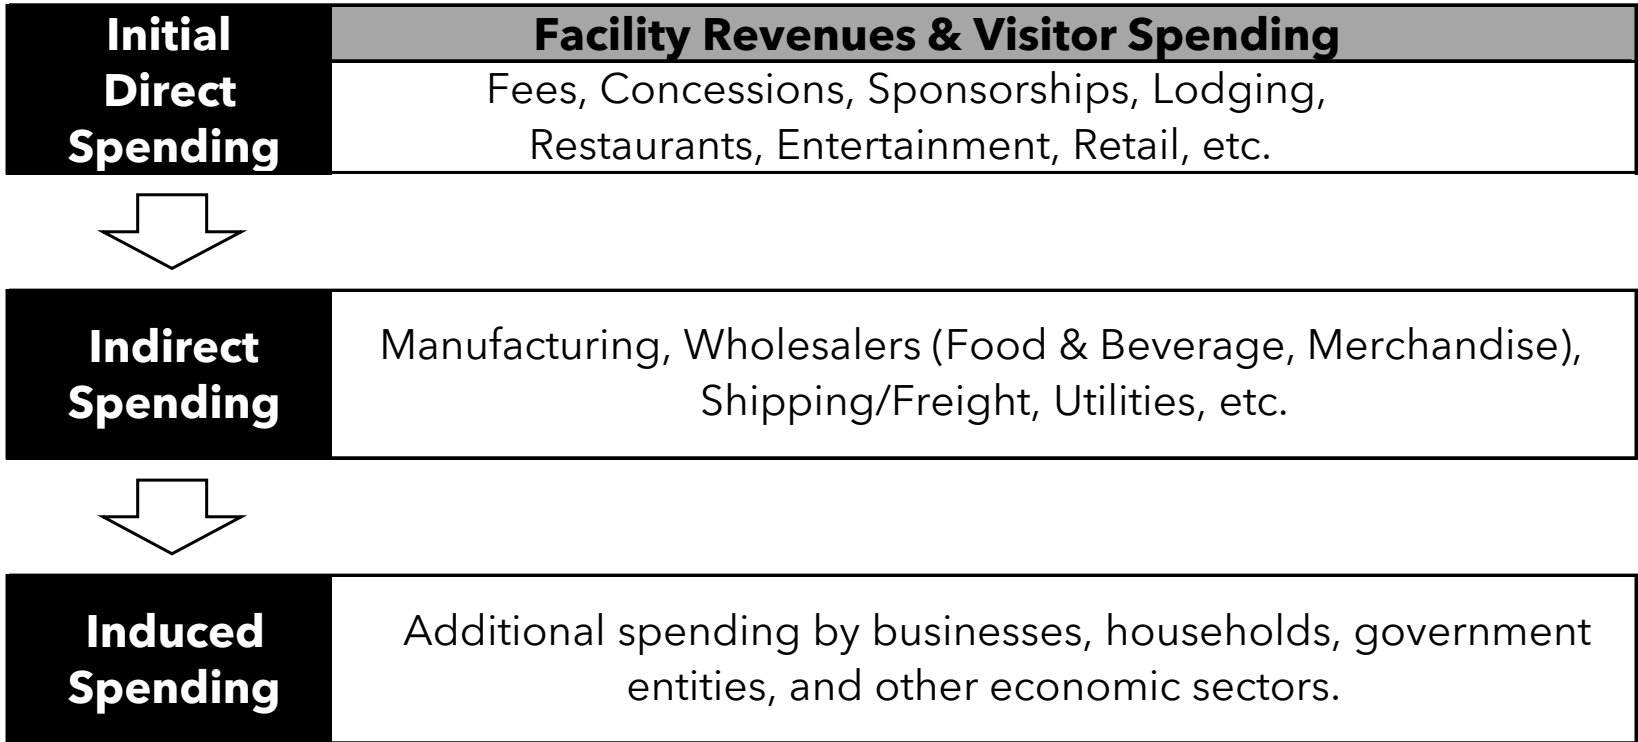 Initial
Direct
Spending
Facility Revenues & Visitor Spending
Fees, Concessions, Sponsorships, Lodging,
Restaurants, Entertainment, Retail, etc.
Indirect
Spending
Manufacturing, Wholesalers (Food & Beverage, Merchandise),
Shipping/Freight, Utilities, etc.
Induced
Spending
Additional spending by businesses, households, government
entities, and other economic sectors.